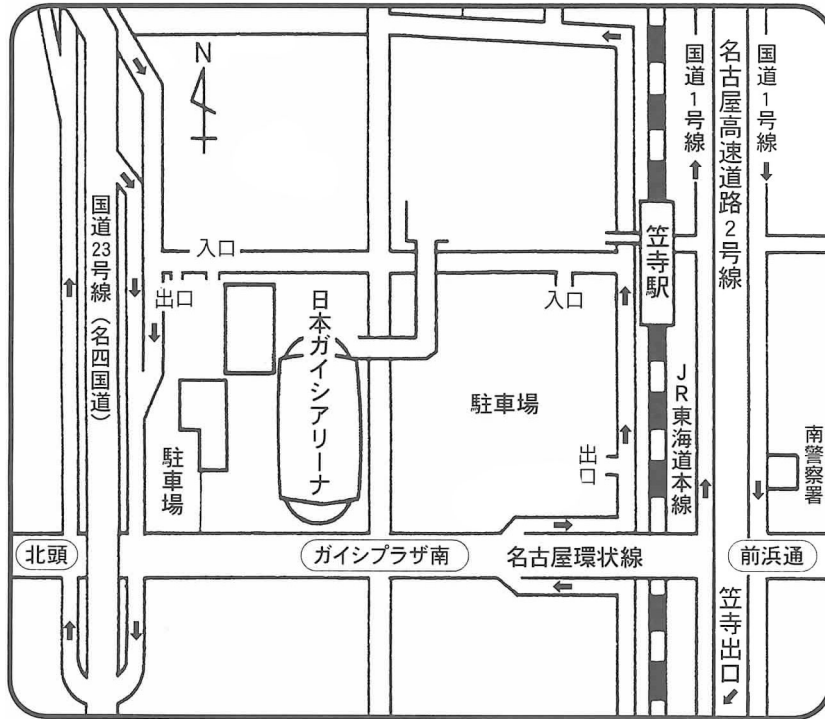 N
国道1号線
名古屋高速道路2号線
国道1号線
国道23号線(名四国道)
入口
出口
日本ガイシアリーナ
入口
笠寺駅
駐車場
駐車場
出口
JR東海道本線
南警察署
北頭
ガイシプラザ南
名古屋環状線
前浜通
笠寺出口